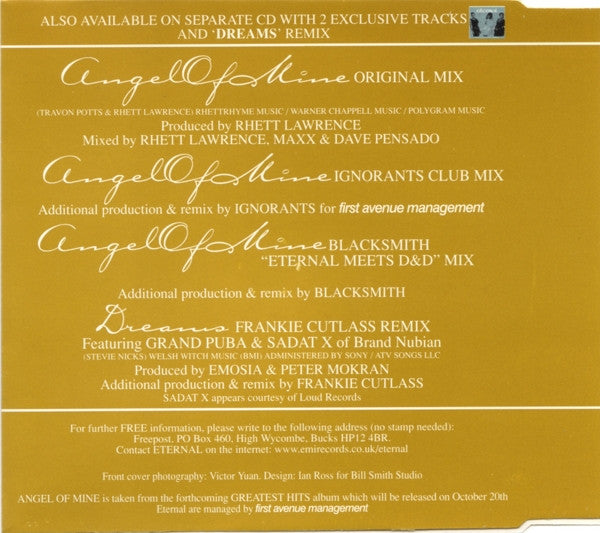 ALSO AVAILABLE ON SEPARATE CD WITH 2 EXCLUSIVE TRACKS
AND 'DREAMS' REMIX
Angel Of Mine ORIGINAL MIX
(TRAVON POTTS & RHETT LAWRENCE) RHETTRHYME MUSIC / WARNER CHAPPELL MUSIC / POLYGRAM MUSIC
Produced by RHETT LAWRENCE
Mixed by RHETT LAWRENCE, MAXX & DAVE PENSADO
Angel Of Mine IGNORANTS CLUB MIX
Additional production & remix by IGNORANTS for first avenue management
Angel Of Mine BLACKSMITH
"ETERNAL MEETS D&D" MIX
Additional production & remix by BLACKSMITH
Dreams FRANKIE CUTLASS REMIX
Featuring GRAND PUBA & SADAT X of Brand Nubian
(STEVIE NICKS) WELSH WITCH MUSIC (BMI) ADMINISTERED BY SONY / ATV SONGS LLC
Produced by EMOSIA & PETER MOKRAN
Additional production & remix by FRANKIE CUTLASS
SADAT X appears courtesy of Loud Records
For further FREE information, please write to the following address (no stamp needed):
Freepost. PO Box 460, High Wycombe, Bucks HP12 4BR.
Contact ETERNAL on the internet: www.emirecords.co.uk/eternal
Front cover photography: Victor Yuan. Design: Ian Ross for Bill Smith Studio
ANGEL OF MINE is taken from the forthcoming GREATEST HITS album which will be released on October 20th
Eternal are managed by first avenue management